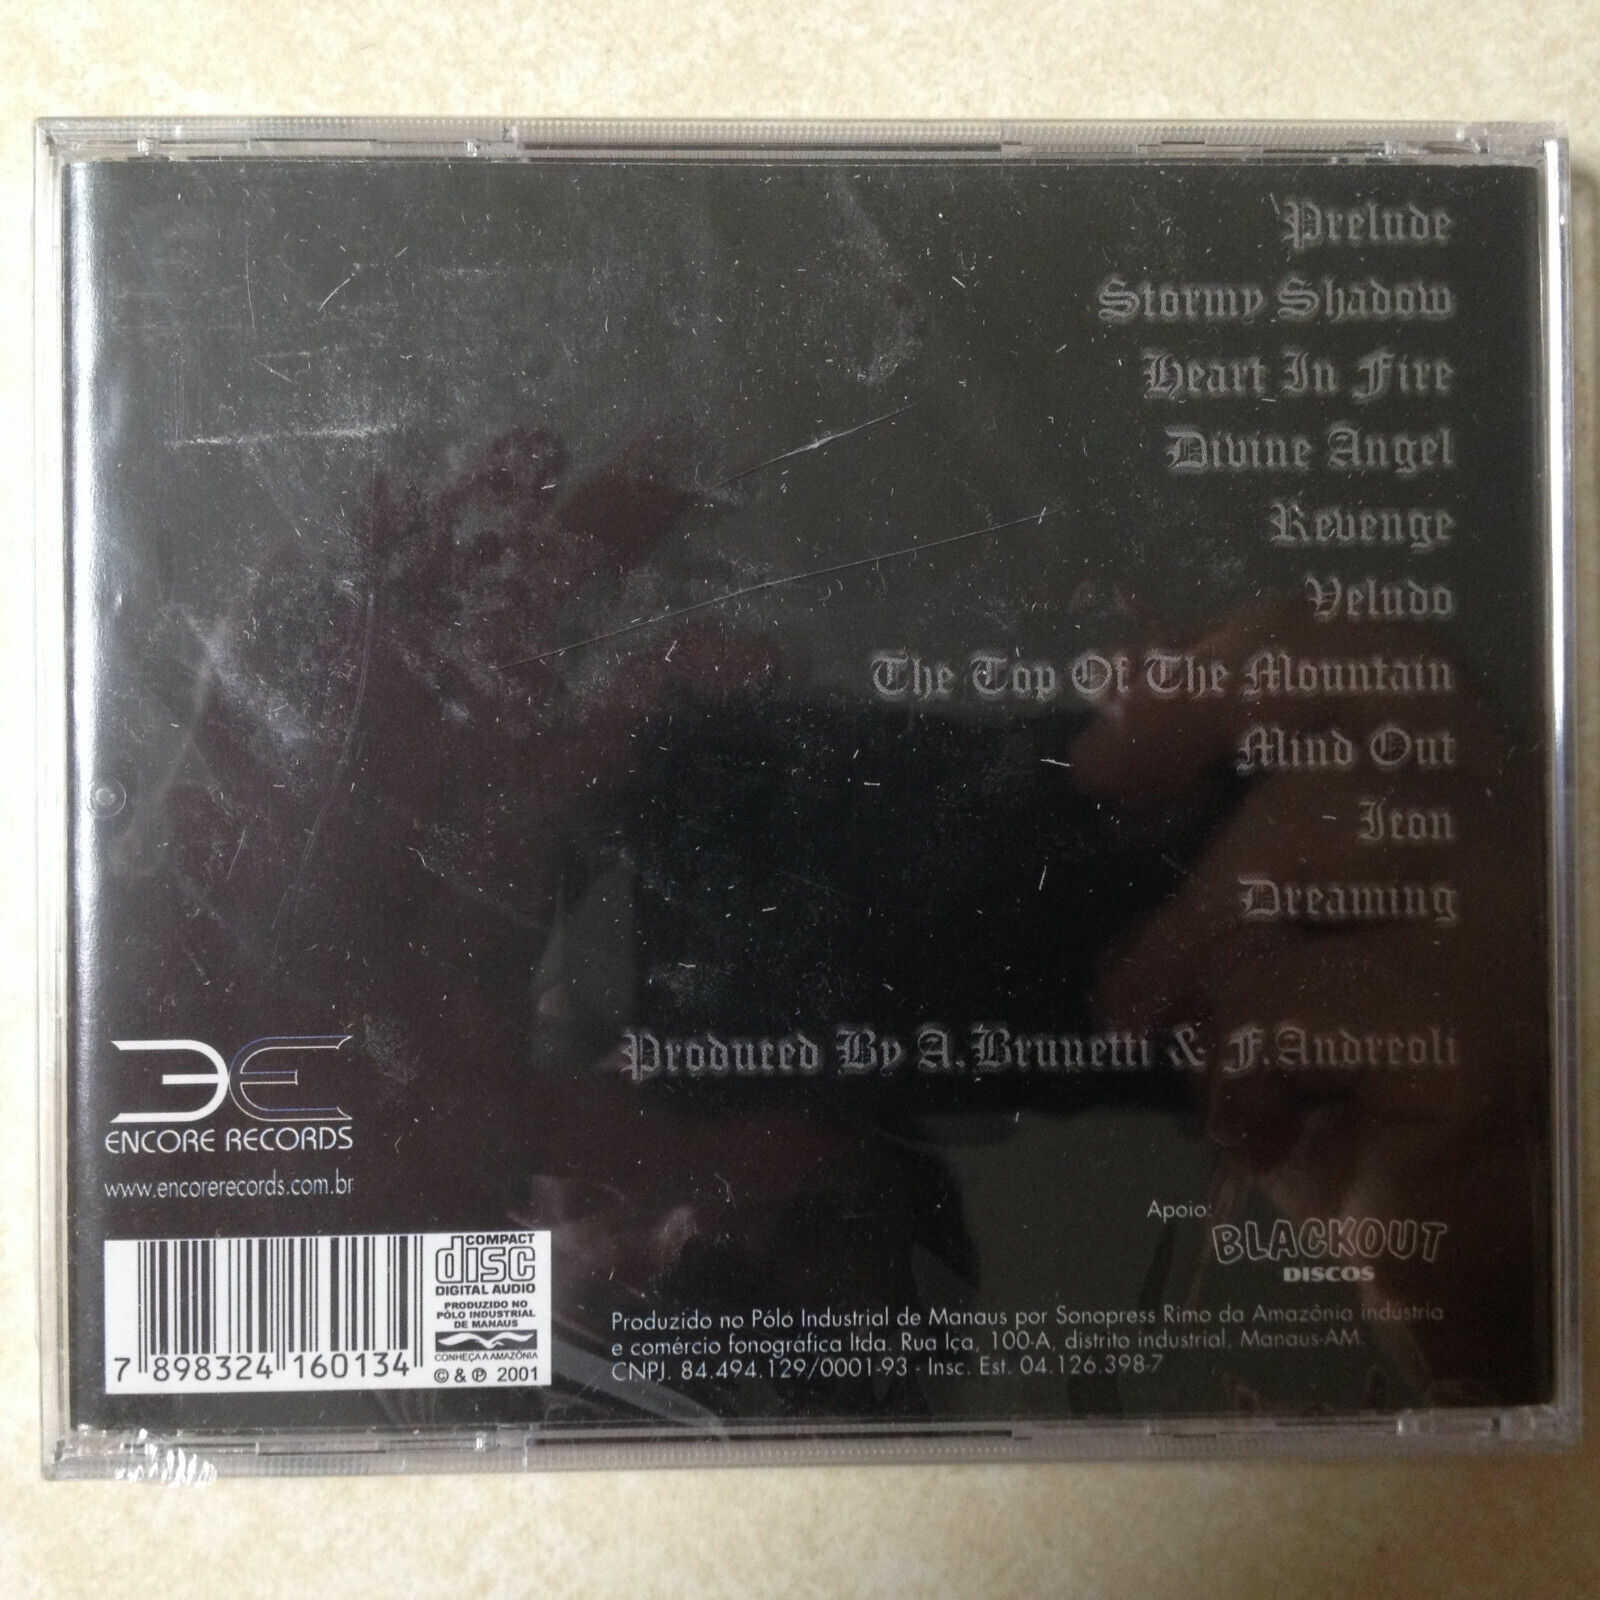 Prelude
Stormy Shadow
Heart In Fire
Divine Angel
Revenge
Veludo
The Top Of The Mountain
Mind Out
Icon
Dreaming
Produced By A.Brunetti & F.Andreoli
ENCORE RECORDS
www.encorerecords.com.br
Apoio:
BLACKOUT
DISCOS
COMPACT
disc
DIGITAL AUDIO
PRODUZIDO NO
PÓLO INDUSTRIAL
DE MANAUS
CONHEÇA A AMAZÔNIA
© & ℗ 2001
7 898324 160134
Produzido no Pólo Industrial de Manaus por Sonopress Rimo da Amazônia indústria
e comércio fonográfica ltda. Rua Iça, 100-A, distrito industrial, Manaus-AM.
CNPJ. 84.494.129/0001-93 - Insc. Est. 04.126.398-7